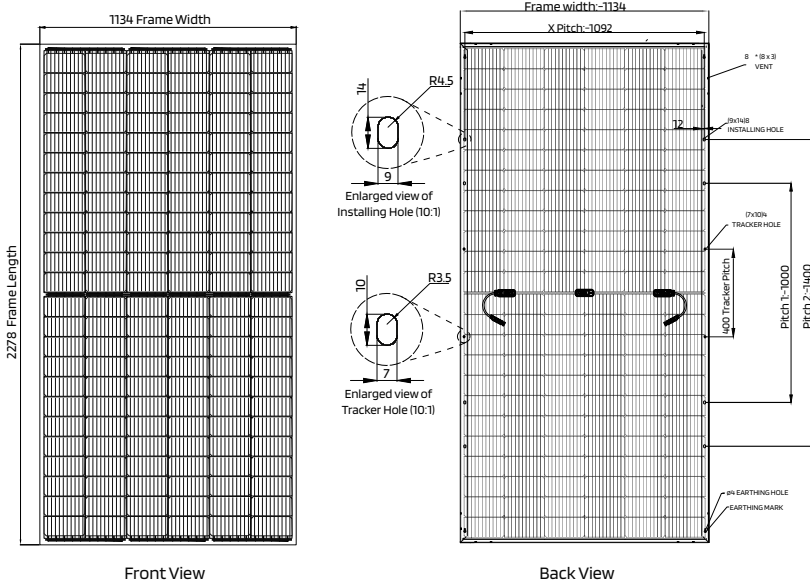 1134 Frame Width
2278 Frame Length
Front View
14
R4.5
9
Enlarged view of
Installing Hole (10:1)
10
R3.5
7
Enlarged view of
Tracker Hole (10:1)
Frame width:-1134
X Pitch:-1092
8 * (8 x 3)
VENT
12
(9x14)8
INSTALLING HOLE
(7x10)4
TRACKER HOLE
400 Tracker Pitch
Pitch 1:-1000
Pitch 2:-1400
ø4 EARTHING HOLE
EARTHING MARK
Back View